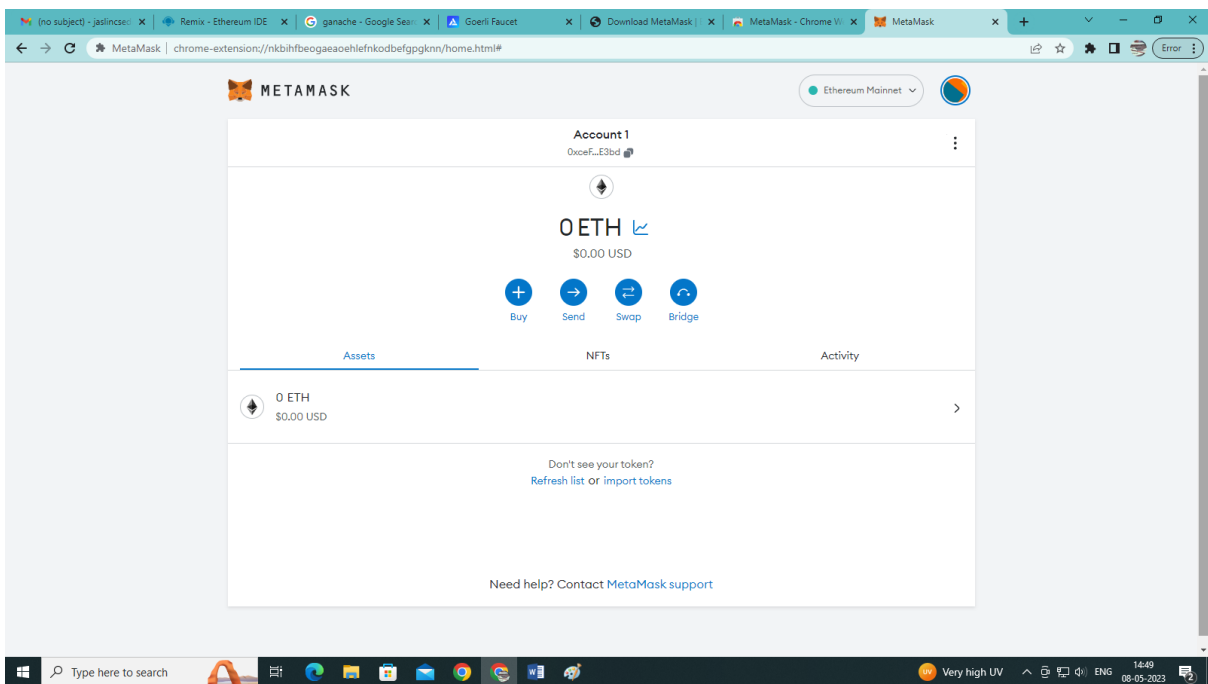 (no subject) - jaslincsed
Remix - Ethereum IDE
ganache - Google Searc
Goerli Faucet
Download MetaMask |
MetaMask - Chrome W
MetaMask
MetaMask | chrome-extension://nkbihfbeogaeaoehlefnkodbefgpgknn/home.html#
Error
METAMASK
Ethereum Mainnet
Account 1
0xceF...E3bd
0 ETH
$0.00 USD
Buy Send Swap Bridge
Assets NFTs Activity
0 ETH
$0.00 USD
Don't see your token?
Refresh list or import tokens
Need help? Contact MetaMask support
Type here to search
UV Very high UV
ENG
14:49
08-05-2023
2